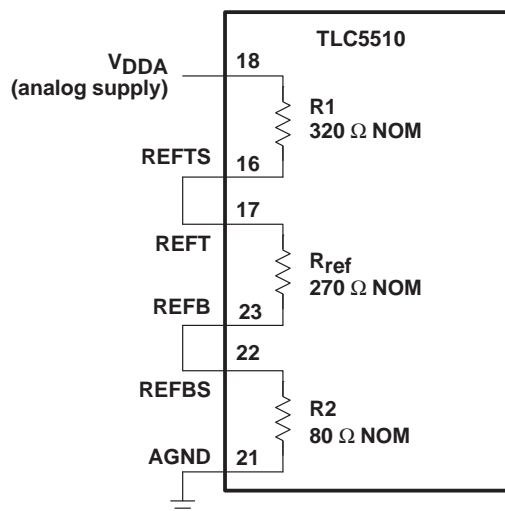 TLC5510
VDDA
(analog supply)
18
R1
320 Ω NOM
REFTS
16
17
REFT
Rref
270 Ω NOM
REFB
23
22
REFBS
R2
80 Ω NOM
AGND
21